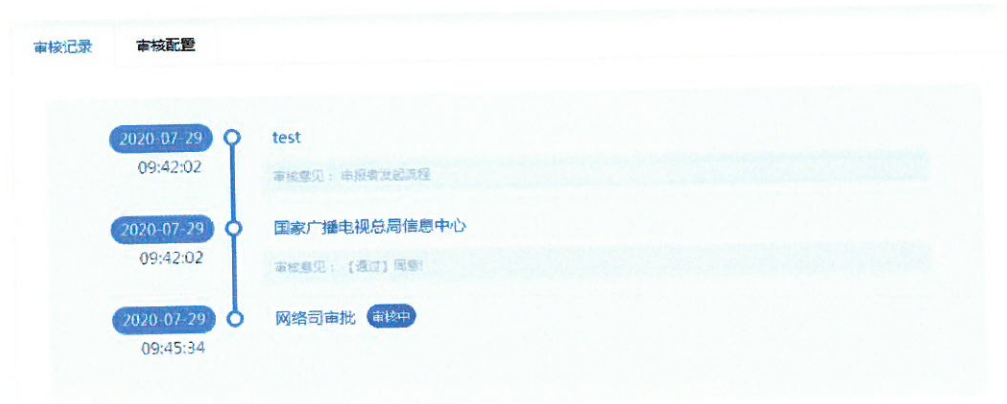 审核记录 审核配置
2020-07-29 test
09:42:02
审核意见：申报者发起流程
2020-07-29 国家广播电视总局信息中心
09:42:02
审核意见：【通过】同意!
2020-07-29 网络司审批 审核中
09:45:34